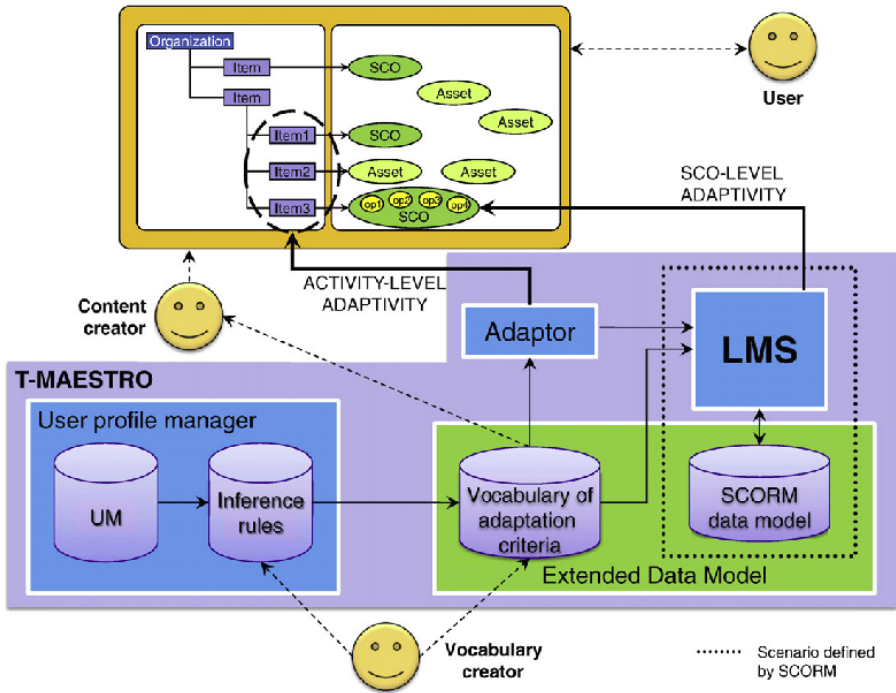 Organization
Item
SCO
Item
Asset
Asset
Item1
SCO
Item2
Asset
Asset
Item3
op1
op2
op3
op4
SCO
User
SCO-LEVEL
ADAPTIVITY
ACTIVITY-LEVEL
ADAPTIVITY
Content
creator
Adaptor
LMS
T-MAESTRO
User profile manager
UM
Inference
rules
Vocabulary of
adaptation
criteria
SCORM
data model
Extended Data Model
Vocabulary
creator
Scenario defined
by SCORM